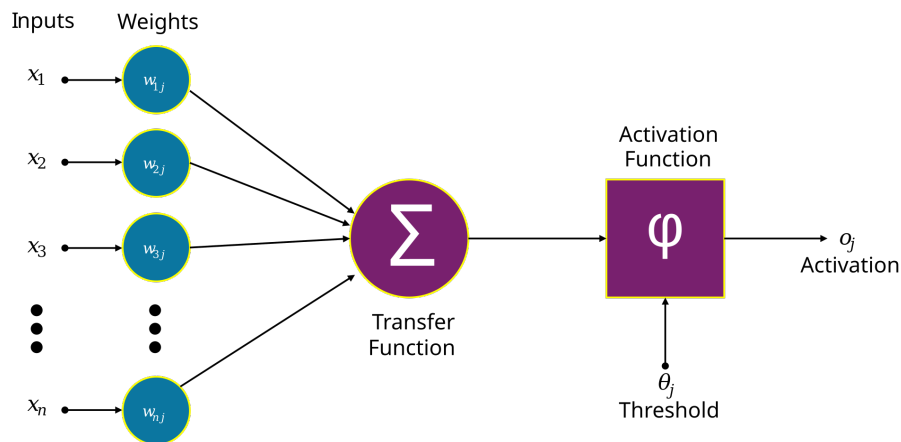 Inputs
Weights
x1
w1j
x2
w2j
x3
w3j
xn
wnj
Σ
Transfer
Function
Activation
Function
φ
θj
Threshold
oj
Activation